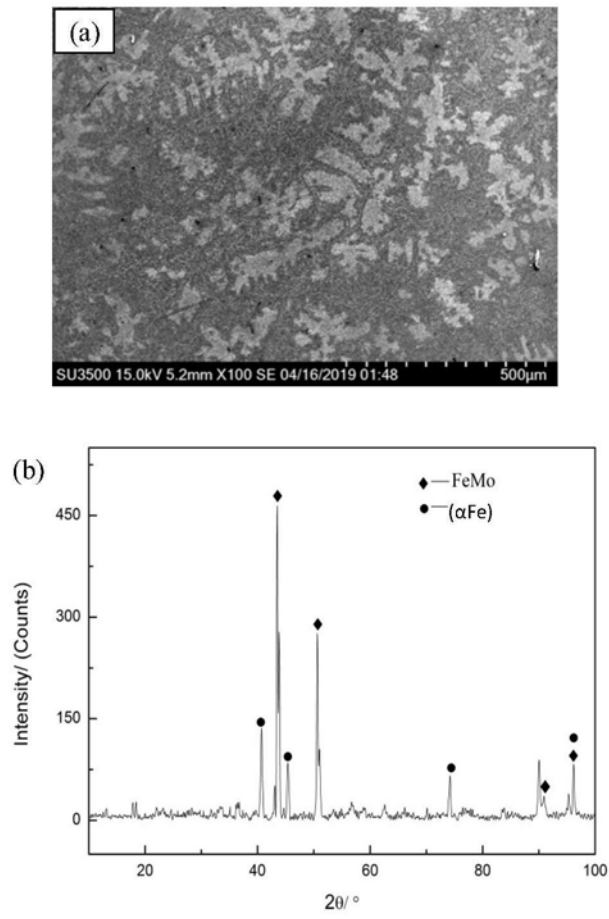 (a)
SU3500 15.0kV 5.2mm X100 SE 04/16/2019 01:48 500µm
(b)
FeMo
(αFe)
450
300
150
0
Intensity/ (Counts)
20 40 60 80 100
2θ/ °